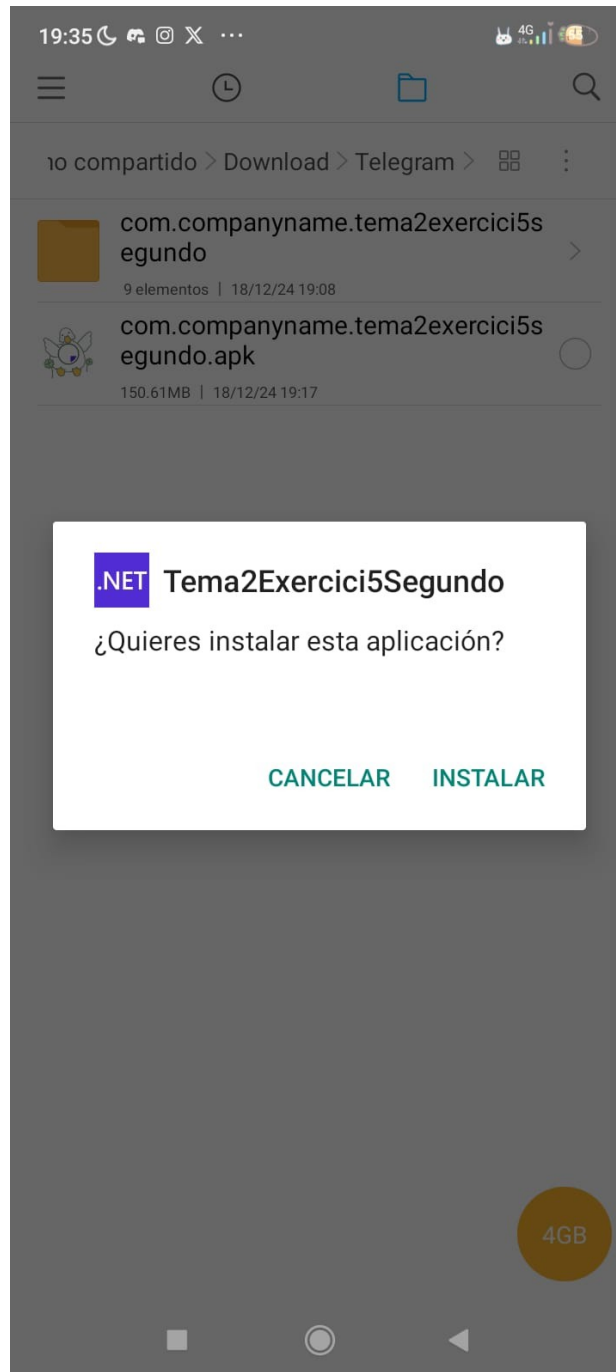 19:35
4G
no compartido > Download > Telegram >
com.companyname.tema2exercici5s
egundo
9 elementos | 18/12/24 19:08
com.companyname.tema2exercici5s
egundo.apk
150.61MB | 18/12/24 19:17
.NET Tema2Exercici5Segundo
¿Quieres instalar esta aplicación?
CANCELAR INSTALAR
4GB